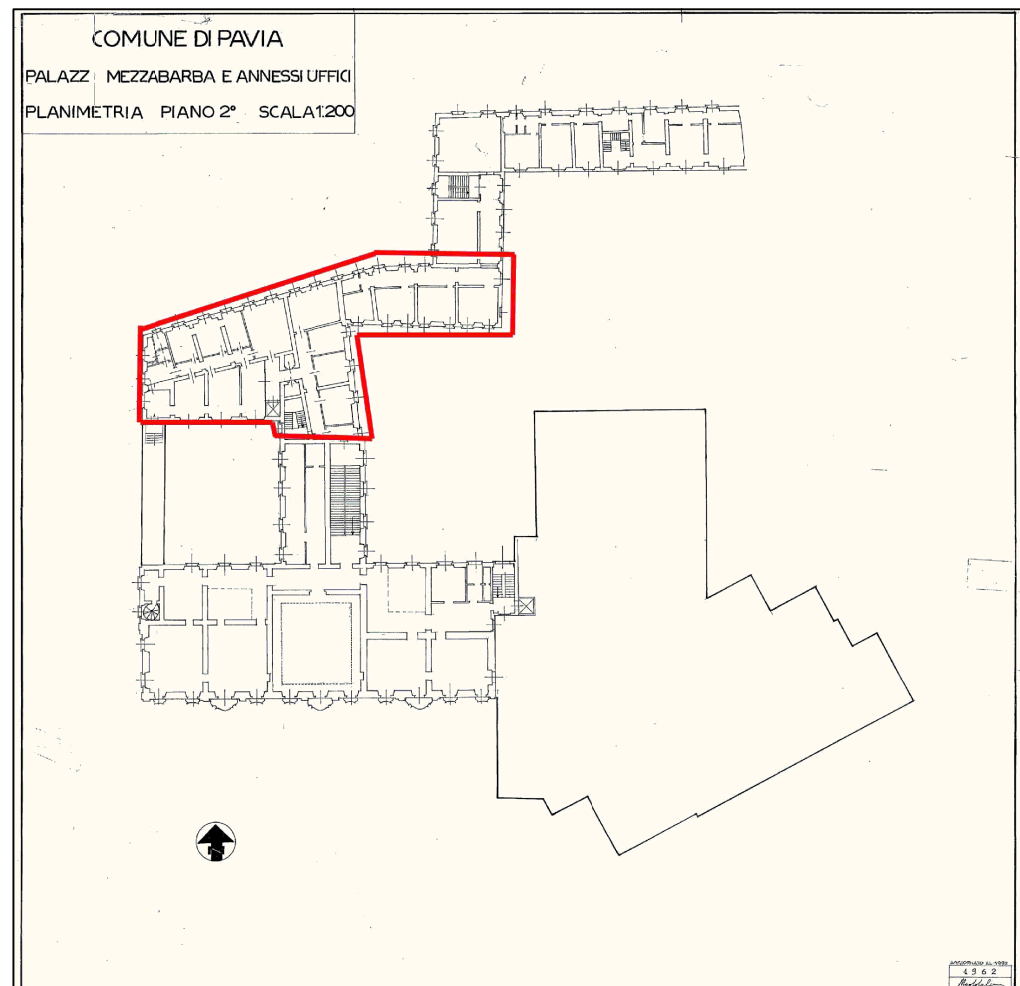 COMUNE DI PAVIA
PALAZZ MEZZABARBA E ANNESSI UFFICI
PLANIMETRIA PIANO 2° SCALA 1:200
1962